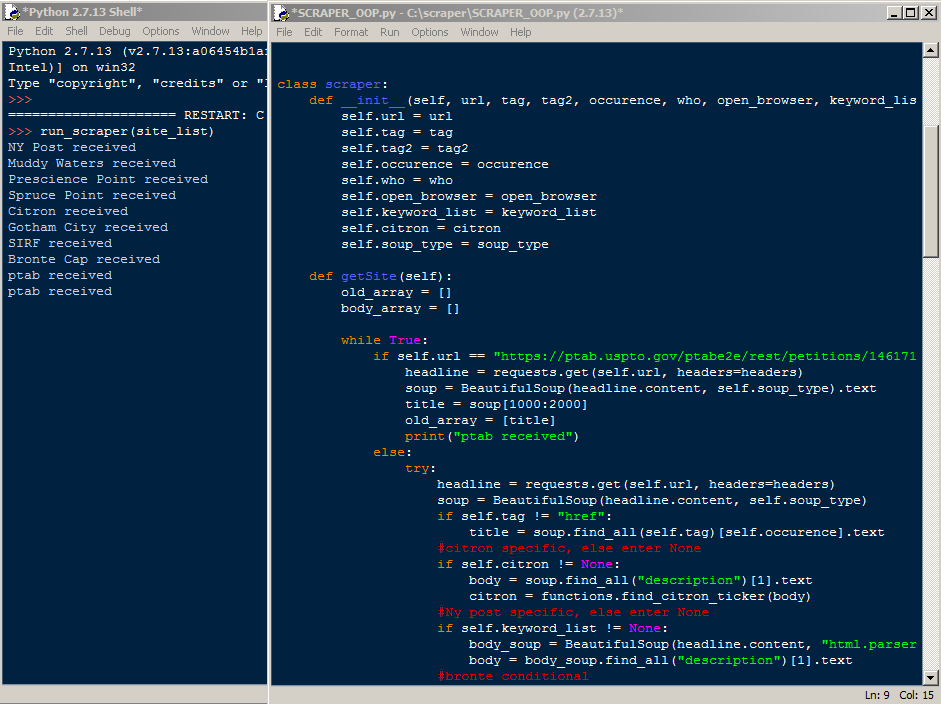 *Python 2.7.13 Shell*
File Edit Shell Debug Options Window Help
Python 2.7.13 (v2.7.13:a06454b1a
Intel)] on win32
Type "copyright", "credits" or "
>>>
===================== RESTART: C
>>> run_scraper(site_list)
NY Post received
Muddy Waters received
Prescience Point received
Spruce Point received
Citron received
Gotham City received
SIRF received
Bronte Cap received
ptab received
ptab received
*SCRAPER_OOP.py - C:\scraper\SCRAPER_OOP.py (2.7.13)*
File Edit Format Run Options Window Help
class scraper:
    def __init__(self, url, tag, tag2, occurence, who, open_browser, keyword_lis
        self.url = url
        self.tag = tag
        self.tag2 = tag2
        self.occurence = occurence
        self.who = who
        self.open_browser = open_browser
        self.keyword_list = keyword_list
        self.citron = citron
        self.soup_type = soup_type
    def getSite(self):
        old_array = []
        body_array = []
        while True:
            if self.url == "https://ptab.uspto.gov/ptabe2e/rest/petitions/146171
                headline = requests.get(self.url, headers=headers)
                soup = BeautifulSoup(headline.content, self.soup_type).text
                title = soup[1000:2000]
                old_array = [title]
                print("ptab received")
            else:
                try:
                    headline = requests.get(self.url, headers=headers)
                    soup = BeautifulSoup(headline.content, self.soup_type)
                    if self.tag != "href":
                        title = soup.find_all(self.tag)[self.occurence].text
                    #citron specific, else enter None
                    if self.citron != None:
                        body = soup.find_all("description")[1].text
                        citron = functions.find_citron_ticker(body)
                    #Ny post specific, else enter None
                    if self.keyword_list != None:
                        body_soup = BeautifulSoup(headline.content, "html.parser
                        body = body_soup.find_all("description")[1].text
                    #bronte conditional
Ln: 9 Col: 15